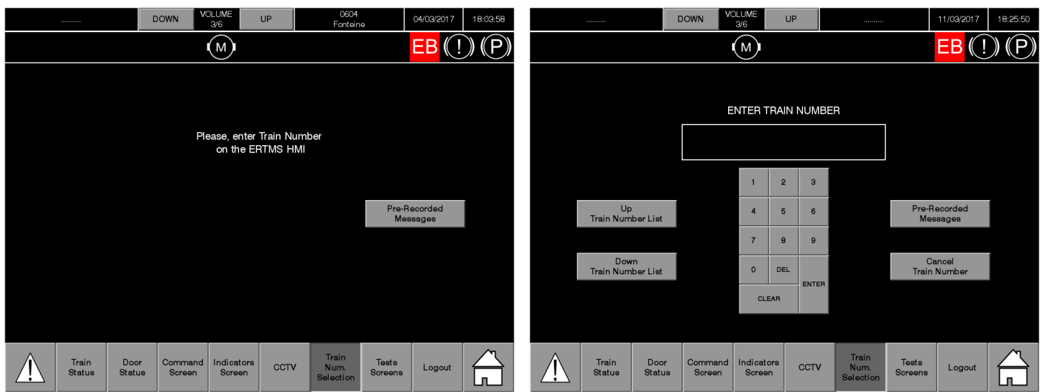 ..........
DOWN
VOLUME
3/6
UP
0604
Fonteine
04/03/2017
18:03:58
M
EB
(!)
(P)
Please, enter Train Number
on the ERTMS HMI
Pre-Recorded
Messages
!
Train
Status
Door
Status
Command
Screen
Indicators
Screen
CCTV
Train
Num.
Selection
Tests
Screens
Logout
..........
DOWN
VOLUME
3/6
UP
..........
11/03/2017
18:25:50
M
EB
(!)
(P)
ENTER TRAIN NUMBER
1
2
3
Up
Train Number List
4
5
6
Pre-Recorded
Messages
7
8
9
Down
Train Number List
0
DEL
ENTER
CLEAR
Cancel
Train Number
!
Train
Status
Door
Status
Command
Screen
Indicators
Screen
CCTV
Train
Num.
Selection
Tests
Screens
Logout